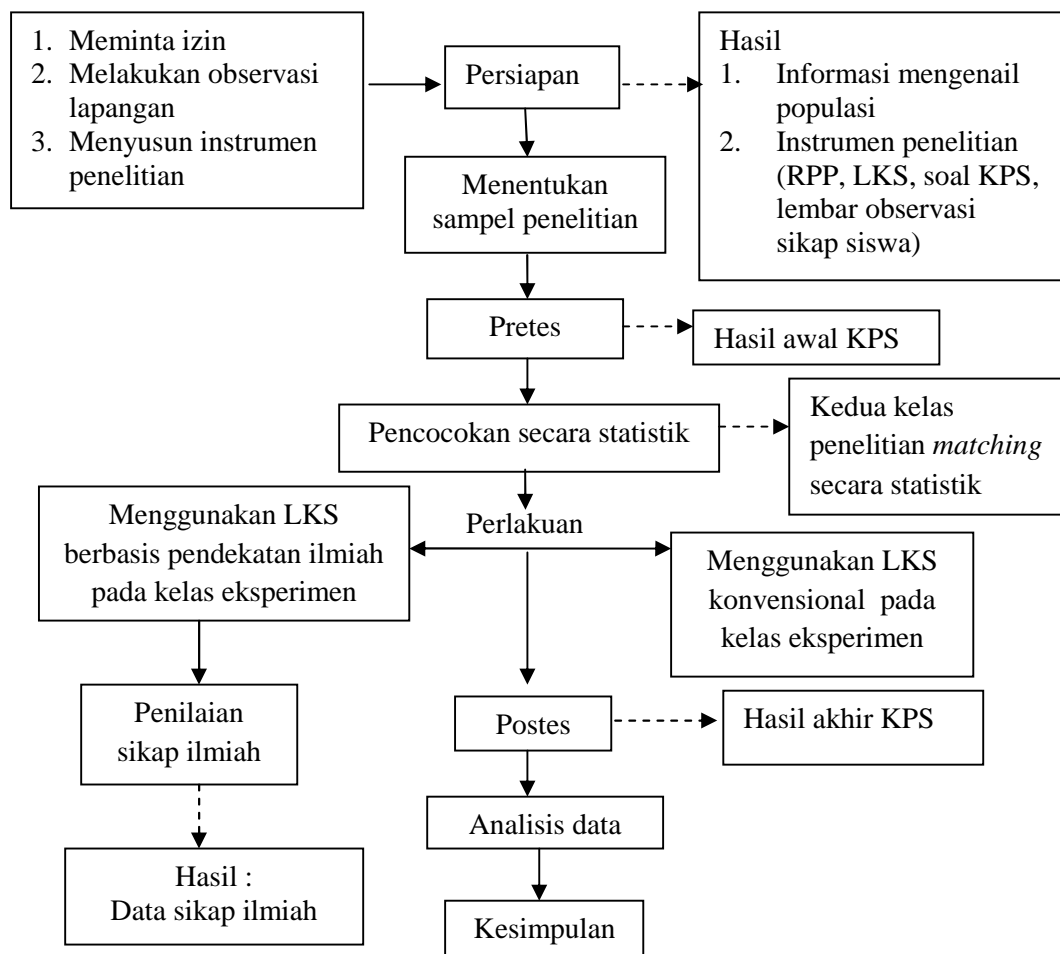 1. Meminta izin
2. Melakukan observasi
lapangan
3. Menyusun instrumen
penelitian
Persiapan
Hasil
1. Informasi mengenail
populasi
2. Instrumen penelitian
(RPP, LKS, soal KPS,
lembar observasi
sikap siswa)
Menentukan
sampel penelitian
Pretes
Hasil awal KPS
Pencocokan secara statistik
Kedua kelas
penelitian matching
secara statistik
Perlakuan
Menggunakan LKS
berbasis pendekatan ilmiah
pada kelas eksperimen
Menggunakan LKS
konvensional pada
kelas eksperimen
Penilaian
sikap ilmiah
Postes
Hasil akhir KPS
Analisis data
Hasil :
Data sikap ilmiah
Kesimpulan